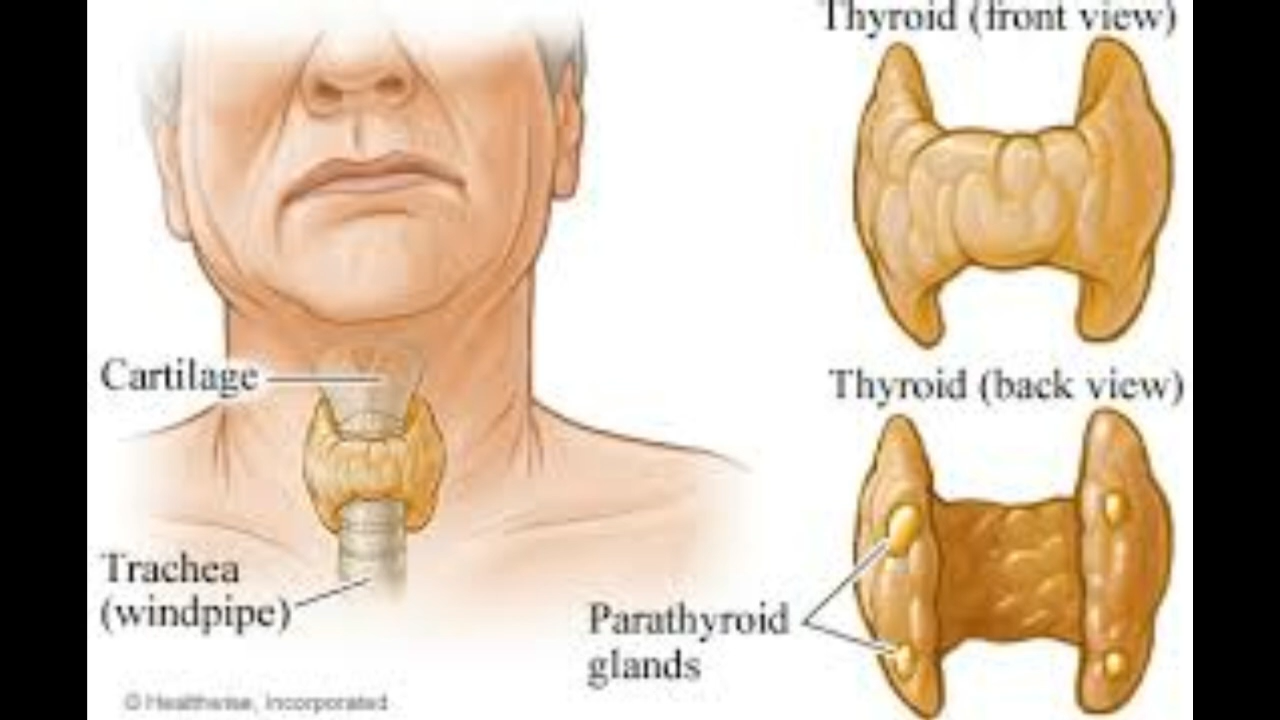 Thyroid (front view)
Cartilage
Thyroid (back view)
Trachea
(windpipe)
Parathyroid
glands
© Healthwise, Incorporated